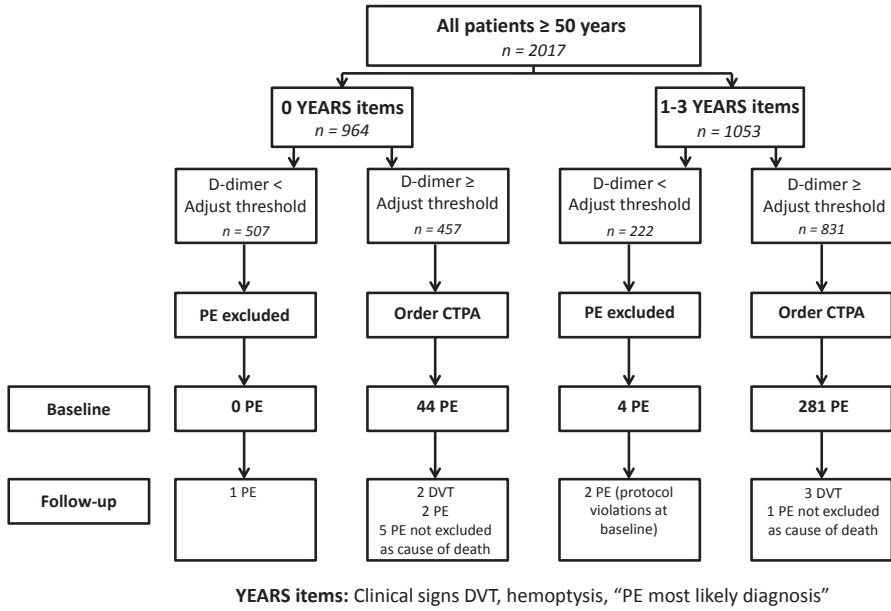 All patients ≥ 50 years
n = 2017
0 YEARS items
n = 964
1-3 YEARS items
n = 1053
D-dimer <
Adjust threshold
n = 507
D-dimer ≥
Adjust threshold
n = 457
D-dimer <
Adjust threshold
n = 222
D-dimer ≥
Adjust threshold
n = 831
PE excluded
Order CTPA
PE excluded
Order CTPA
Baseline
0 PE
44 PE
4 PE
281 PE
Follow-up
1 PE
2 DVT
2 PE
5 PE not excluded
as cause of death
2 PE (protocol
violations at
baseline)
3 DVT
1 PE not excluded
as cause of death
YEARS items: Clinical signs DVT, hemoptysis, “PE most likely diagnosis”